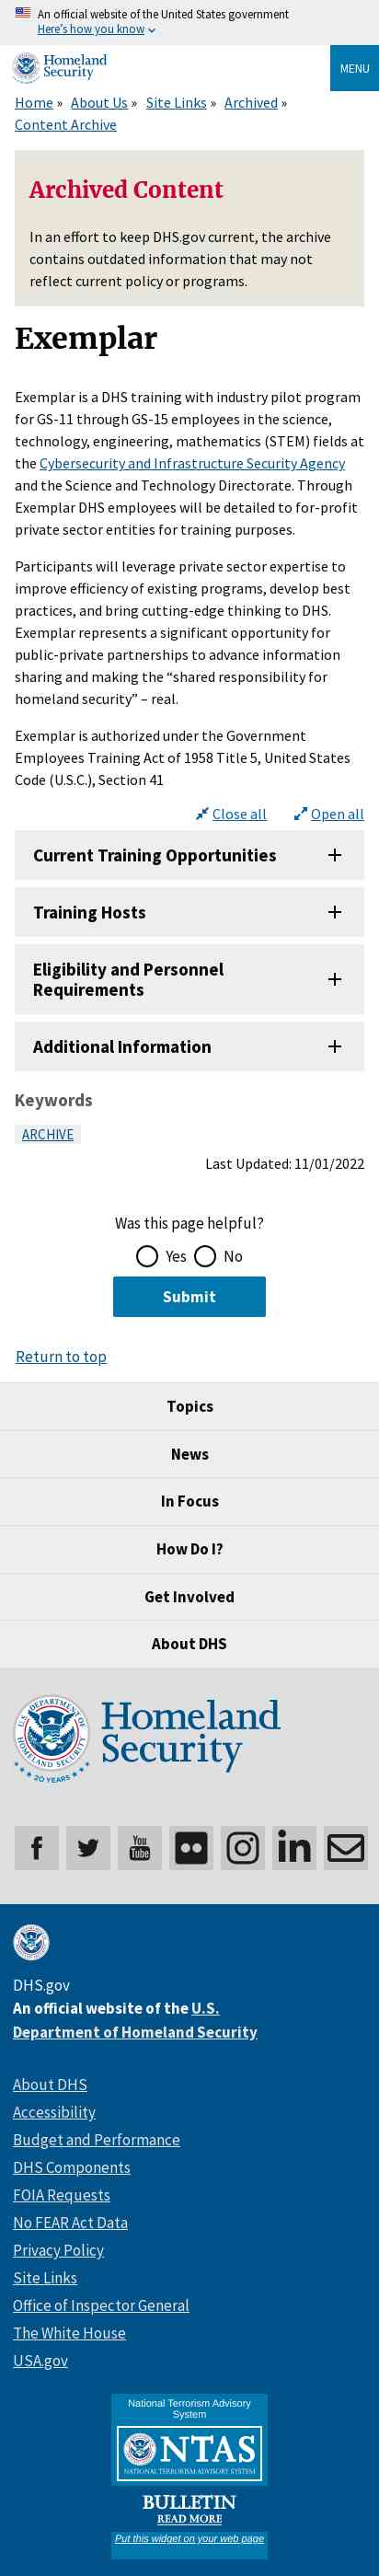 An official website of the United States government
Here's how you know
Homeland
Security
MENU
Home » About Us » Site Links » Archived »
Content Archive
Archived Content
In an effort to keep DHS.gov current, the archive
contains outdated information that may not
reflect current policy or programs.
Exemplar
Exemplar is a DHS training with industry pilot program
for GS-11 through GS-15 employees in the science,
technology, engineering, mathematics (STEM) fields at
the Cybersecurity and Infrastructure Security Agency
and the Science and Technology Directorate. Through
Exemplar DHS employees will be detailed to for-profit
private sector entities for training purposes.
Participants will leverage private sector expertise to
improve efficiency of existing programs, develop best
practices, and bring cutting-edge thinking to DHS.
Exemplar represents a significant opportunity for
public-private partnerships to advance information
sharing and making the “shared responsibility for
homeland security” – real.
Exemplar is authorized under the Government
Employees Training Act of 1958 Title 5, United States
Code (U.S.C.), Section 41
Close all Open all
Current Training Opportunities
Training Hosts
Eligibility and Personnel
Requirements
Additional Information
Keywords
ARCHIVE
Last Updated: 11/01/2022
Was this page helpful?
Yes No
Submit
Return to top
Topics
News
In Focus
How Do I?
Get Involved
About DHS
U.S. DEPARTMENT OF HOMELAND SECURITY
20 YEARS
Homeland
Security
You
Tube
DHS.gov
An official website of the U.S.
Department of Homeland Security
About DHS
Accessibility
Budget and Performance
DHS Components
FOIA Requests
No FEAR Act Data
Privacy Policy
Site Links
Office of Inspector General
The White House
USA.gov
National Terrorism Advisory
System
NTAS
NATIONAL TERRORISM ADVISORY SYSTEM
BULLETIN
READ MORE
Put this widget on your web page